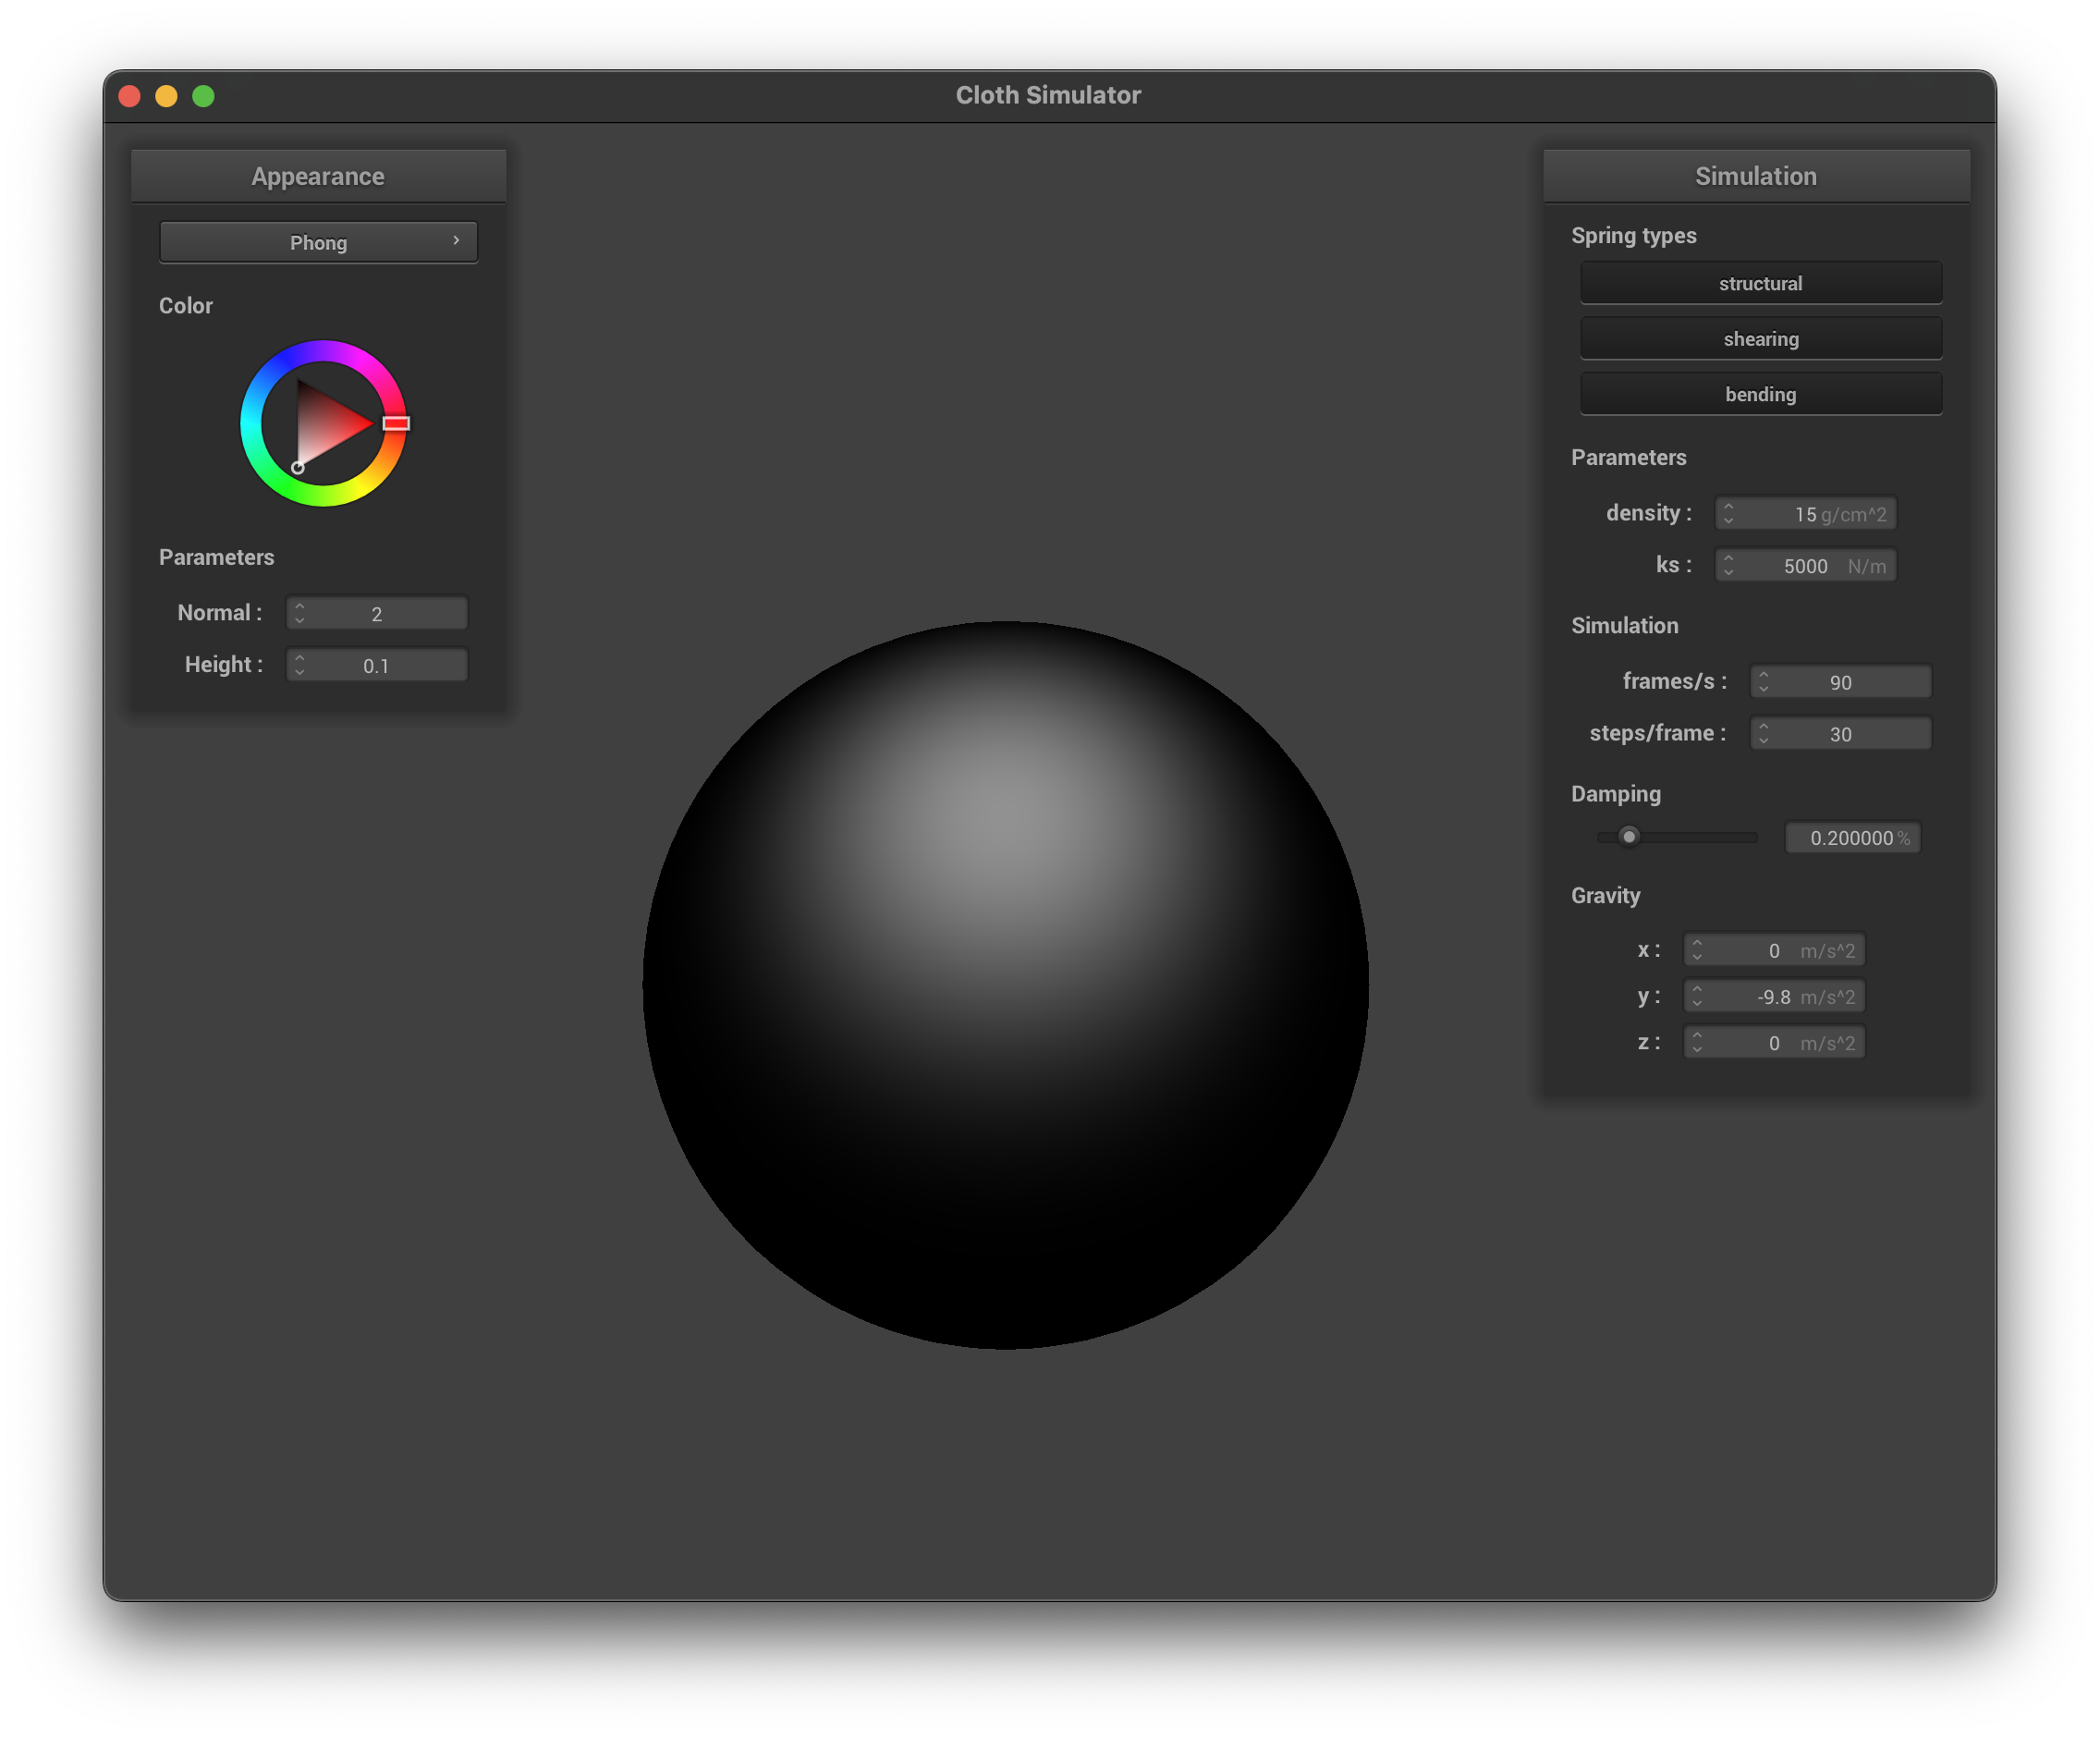 Cloth Simulator
Appearance
Phong
Color
Parameters
Normal : 2
Height : 0.1
Simulation
Spring types
structural
shearing
bending
Parameters
density : 15 g/cm^2
ks : 5000 N/m
Simulation
frames/s : 90
steps/frame : 30
Damping
0.200000 %
Gravity
x : 0 m/s^2
y : -9.8 m/s^2
z : 0 m/s^2